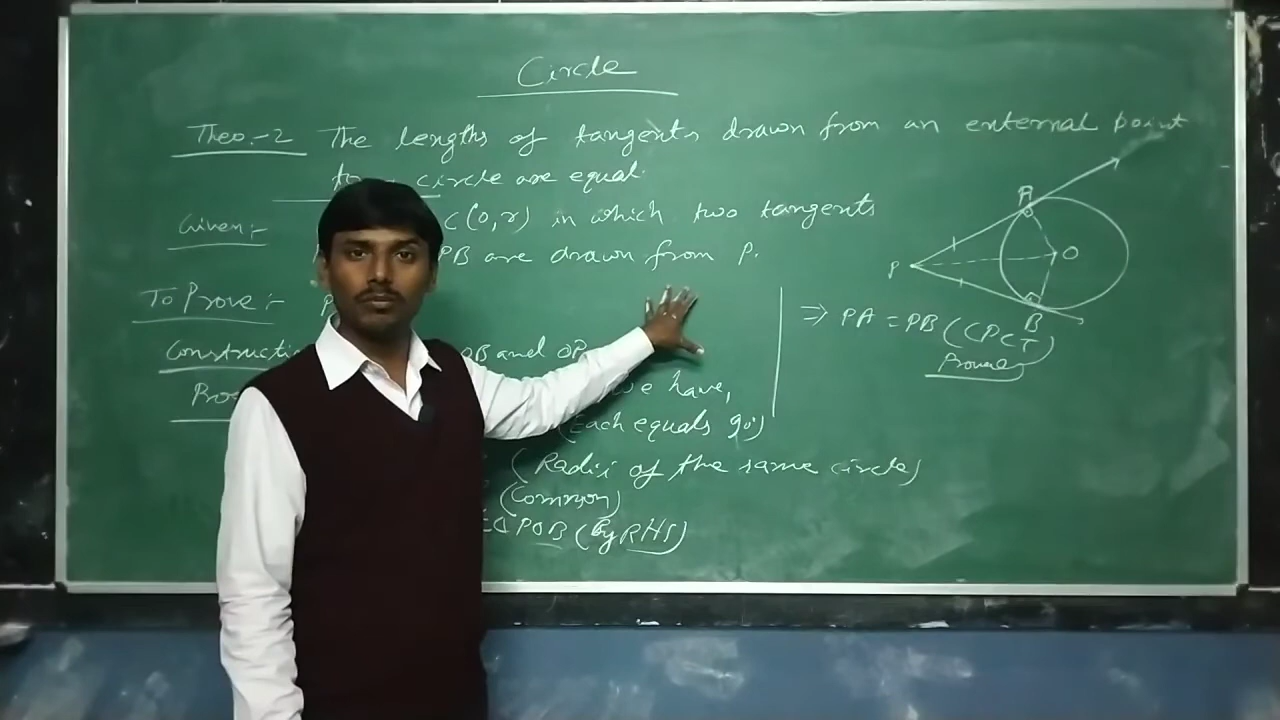 Circle
Theo.-2 The lengths of tangents drawn from an external point
circle are equal.
Given:- C(O,r) in which two tangents
PB are drawn from P.
To Prove:- P
Constructi OB and OP
we have,
(Each equals 90°)
(Radii of the same circle)
(Common)
≅ΔPOB (By RHS)
⇒ PA = PB (CPCT)
Proved
A
P
O
B